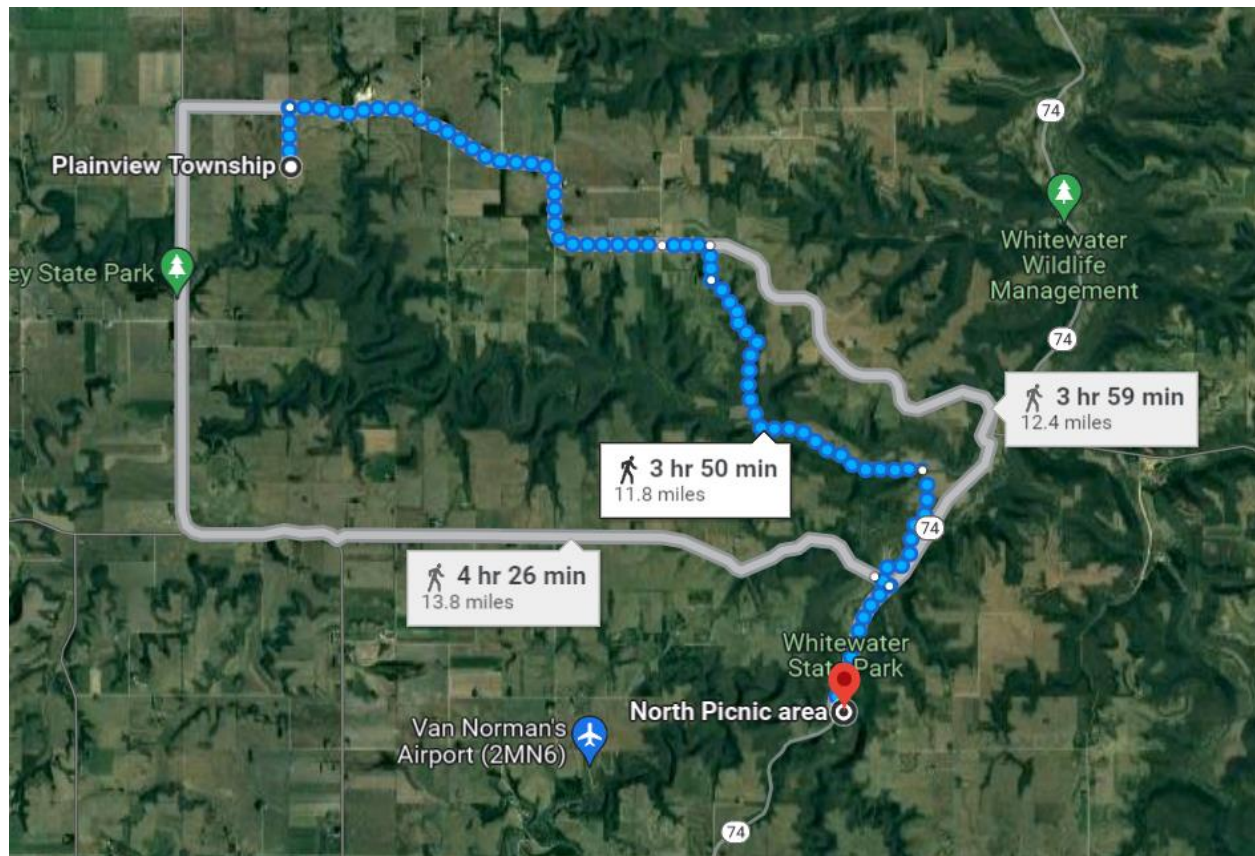 74
Plainview Township
ey State Park
Whitewater
Wildlife
Management
74
3 hr 59 min
12.4 miles
3 hr 50 min
11.8 miles
74
4 hr 26 min
13.8 miles
Whitewater
State Park
North Picnic area
Van Norman's
Airport (2MN6)
74